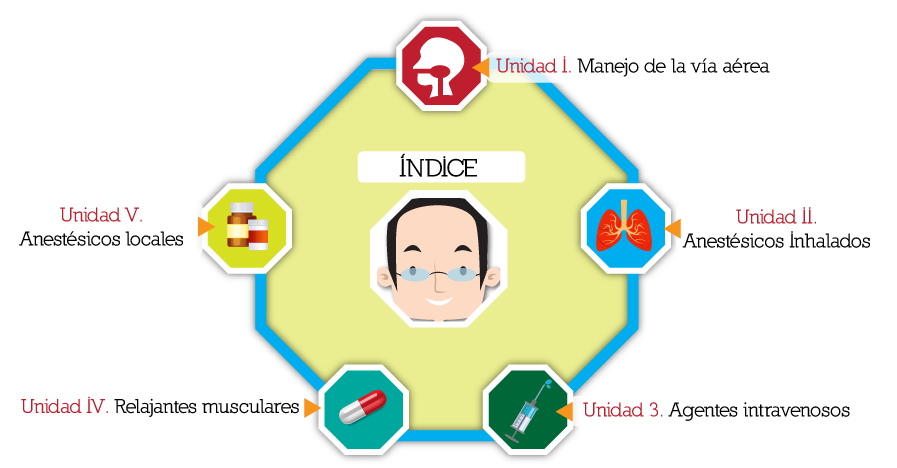 Unidad I. Manejo de la vía aérea
ÍNDICE
Unidad V.
Anestésicos locales
Unidad II.
Anestésicos Inhalados
Unidad IV. Relajantes musculares
Unidad 3. Agentes intravenosos